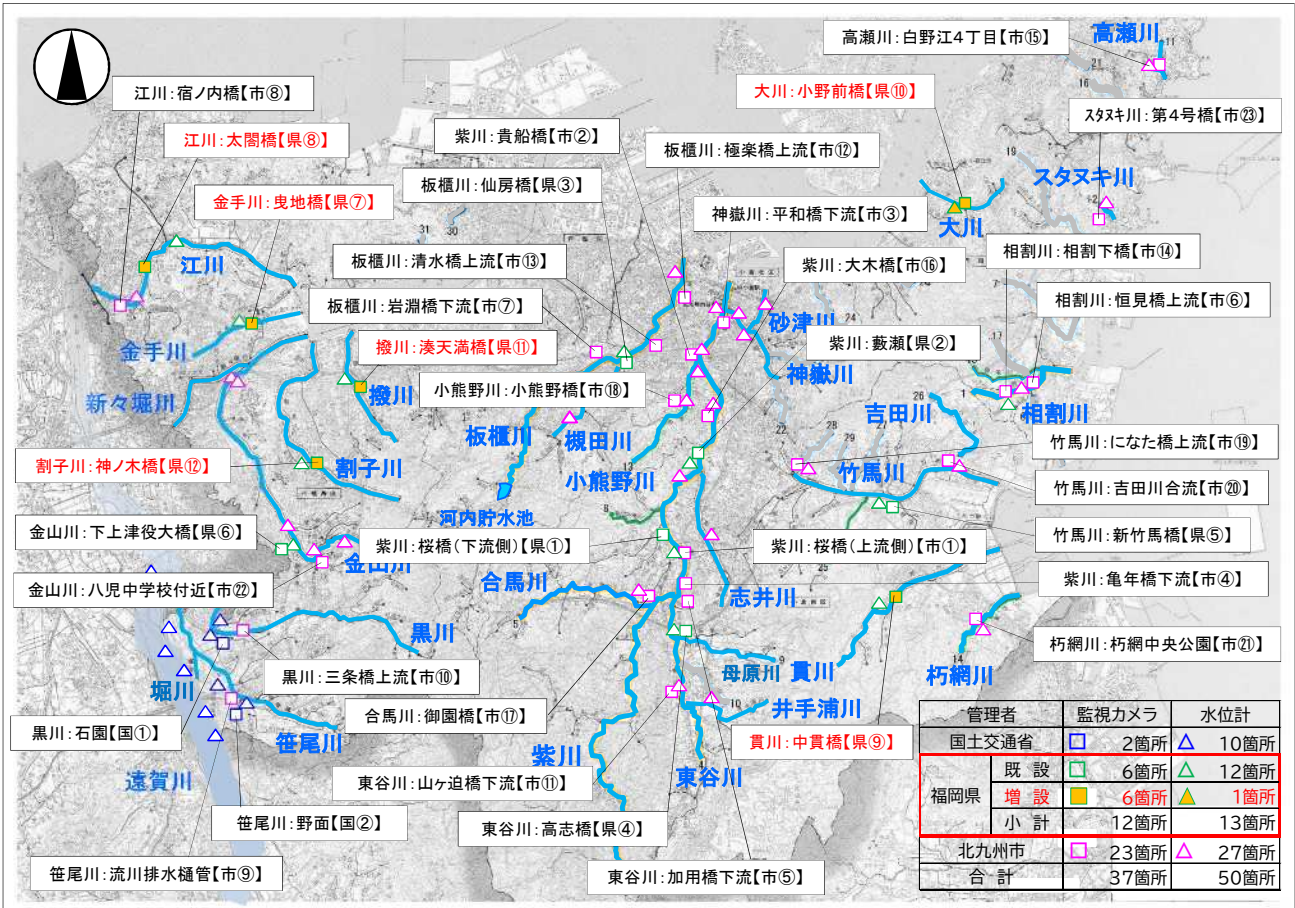 高瀬川：白野江4丁目【市⑮】
高瀬川
江川：宿ノ内橋【市⑧】
大川：小野前橋【県⑩】
スタヌキ川：第4号橋【市㉓】
江川：太閤橋【県⑧】
紫川：貴船橋【市②】
板櫃川：極楽橋上流【市⑫】
金手川：曳地橋【県⑦】
板櫃川：仙房橋【県③】
スタヌキ川
神嶽川：平和橋下流【市③】
大川
江川
板櫃川：清水橋上流【市⑬】
紫川：大木橋【市⑯】
相割川：相割下橋【市⑭】
板櫃川：岩淵橋下流【市⑦】
相割川：恒見橋上流【市⑥】
砂津川
金手川
撥川：湊天満橋【県⑪】
紫川：藪瀬【県②】
神嶽川
新々堀川
撥川
小熊野川：小熊野橋【市⑱】
吉田川
相割川
板櫃川
槻田川
竹馬川：になた橋上流【市⑲】
割子川：神ノ木橋【県⑫】
割子川
小熊野川
竹馬川
竹馬川：吉田川合流【市⑳】
河内貯水池
金山川：下上津役大橋【県⑥】
紫川：桜橋（下流側）【県①】
紫川：桜橋（上流側）【市①】
竹馬川：新竹馬橋【県⑤】
金山川
金山川：八児中学校付近【市㉒】
合馬川
志井川
紫川：亀年橋下流【市④】
黒川
朽網川：朽網中央公園【市㉑】
黒川：三条橋上流【市⑩】
母原川
貫川
朽網川
堀川
合馬川：御園橋【市⑰】
井手浦川
黒川：石園【国①】
笹尾川
紫川
貫川：中貫橋【県⑨】
遠賀川
東谷川：山ヶ迫橋下流【市⑪】
東谷川
笹尾川：野面【国②】
東谷川：高志橋【県④】
笹尾川：流川排水樋管【市⑨】
東谷川：加用橋下流【市⑤】
管理者 監視カメラ 水位計
国土交通省 2箇所 10箇所
福岡県 既設 6箇所 12箇所
増設 6箇所 1箇所
小計 12箇所 13箇所
北九州市 23箇所 27箇所
合計 37箇所 50箇所